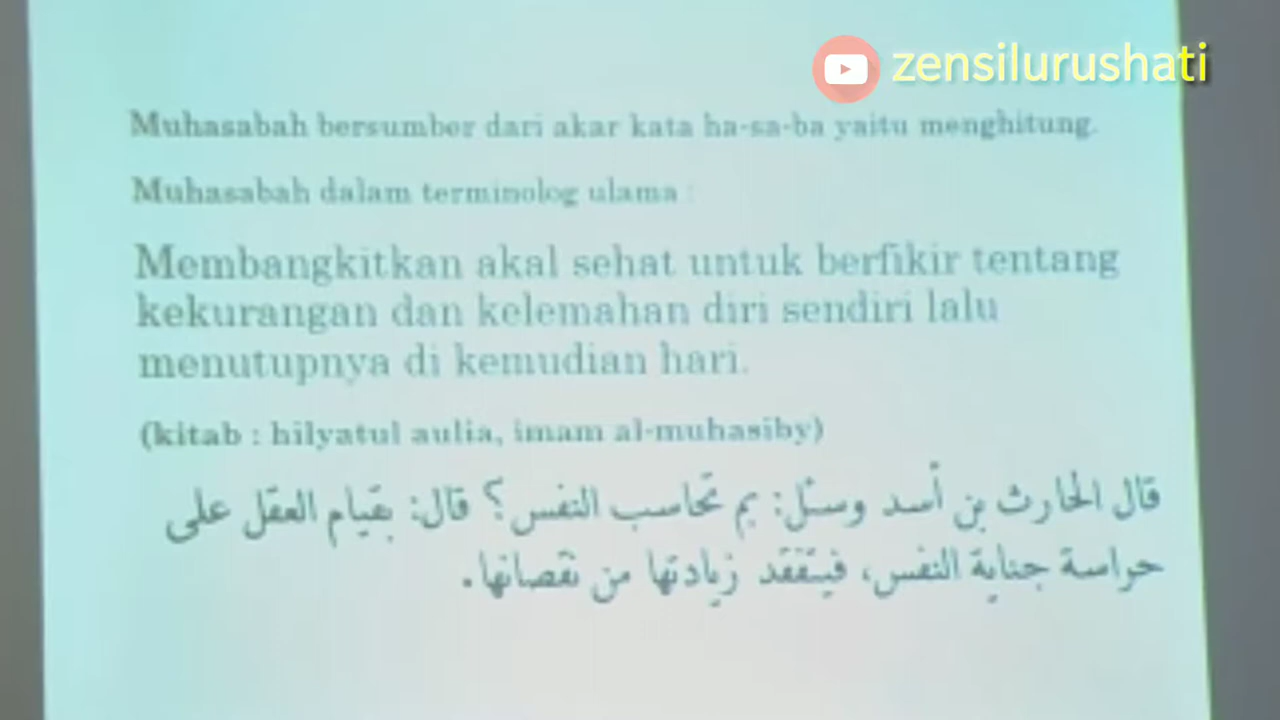 zensilurushati
Muhasabah bersumber dari akar kata ha-sa-ba yaitu menghitung.
Muhasabah dalam terminolog ulama :
Membangkitkan akal sehat untuk berfikir tentang
kekurangan dan kelemahan diri sendiri lalu
menutupnya di kemudian hari.
(kitab : hilyatul aulia, imam al-muhasiby)
قال الحارث بن أسد وسئل: بم تحاسب النفس؟ قال: بقيام العقل على
حراسة جناية النفس، فيتفقد زيادتها من نقصانها.